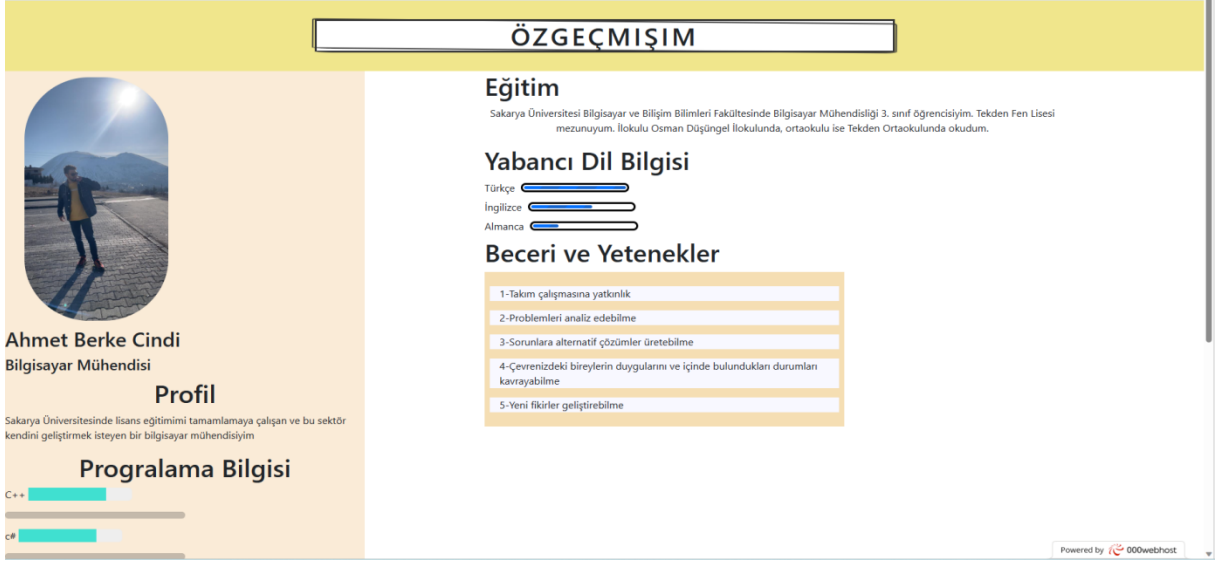 ÖZGEÇMIŞIM
Ahmet Berke Cindi
Bilgisayar Mühendisi
Profil
Sakarya Üniversitesinde lisans eğitimimi tamamlamaya çalışan ve bu sektör
kendini geliştirmek isteyen bir bilgisayar mühendisiyim
Progralama Bilgisi
C++
c#
Eğitim
Sakarya Üniversitesi Bilgisayar ve Bilişim Bilimleri Fakültesinde Bilgisayar Mühendisliği 3. sınıf öğrencisiyim. Tekden Fen Lisesi
mezunuyum. İlokulu Osman Düşüngel İlokulunda, ortaokulu ise Tekden Ortaokulunda okudum.
Yabancı Dil Bilgisi
Türkçe
İngilizce
Almanca
Beceri ve Yetenekler
1-Takım çalışmasına yatkınlık
2-Problemleri analiz edebilme
3-Sorunlara alternatif çözümler üretebilme
4-Çevrenizdeki bireylerin duygularını ve içinde bulundukları durumları
kavrayabilme
5-Yeni fikirler geliştirebilme
Powered by 000webhost